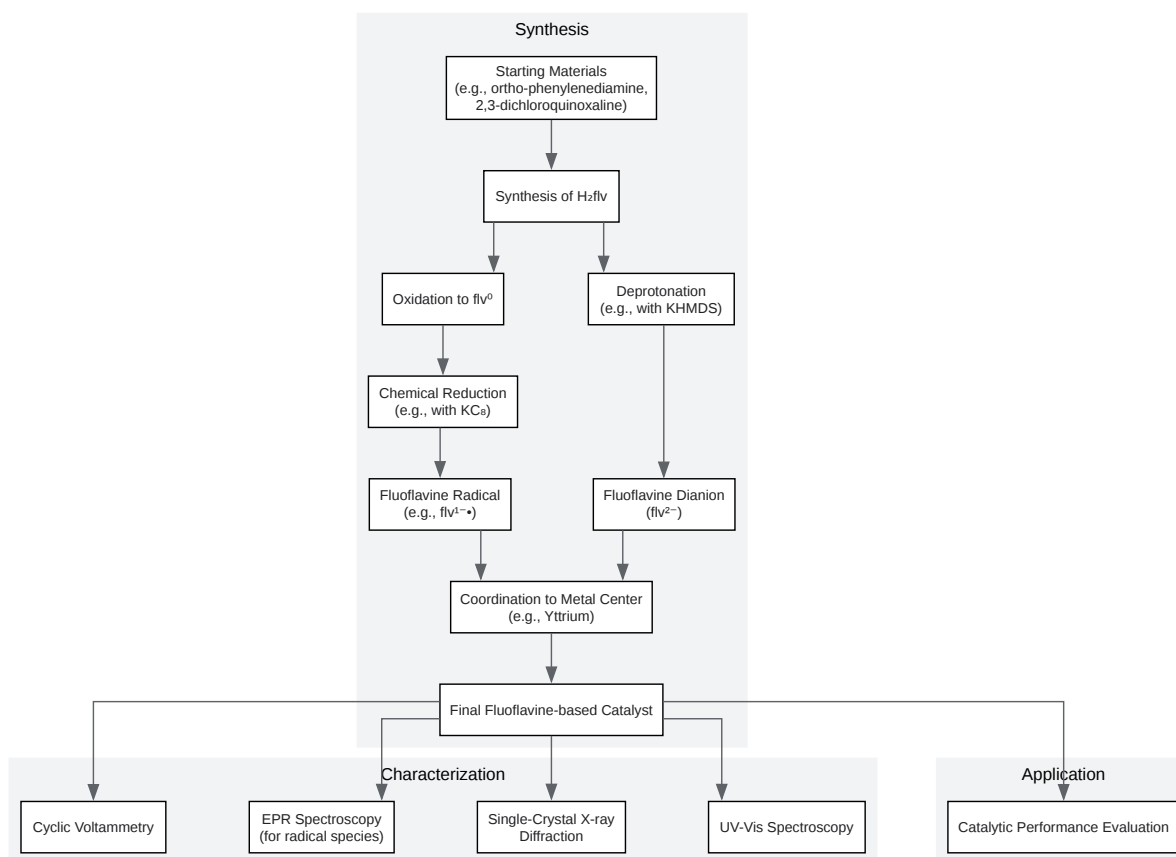 Synthesis
Starting Materials
(e.g., ortho-phenylenediamine,
2,3-dichloroquinoxaline)
Synthesis of H₂flv
Oxidation to flv⁰
Deprotonation
(e.g., with KHMDS)
Chemical Reduction
(e.g., with KC₈)
Fluoflavine Radical
(e.g., flv¹⁻•)
Fluoflavine Dianion
(flv²⁻)
Coordination to Metal Center
(e.g., Yttrium)
Final Fluoflavine-based Catalyst
Characterization
Application
Cyclic Voltammetry
EPR Spectroscopy
(for radical species)
Single-Crystal X-ray
Diffraction
UV-Vis Spectroscopy
Catalytic Performance Evaluation